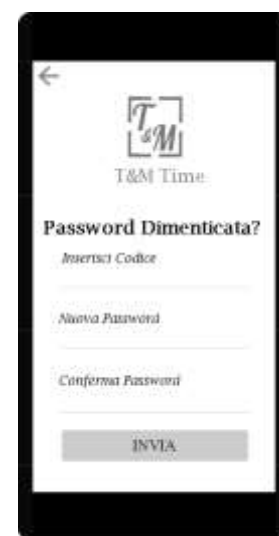 T
&M
T&M Time
Password Dimenticata?
Inserisci Codice
Nuova Password
Conferma Password
INVIA